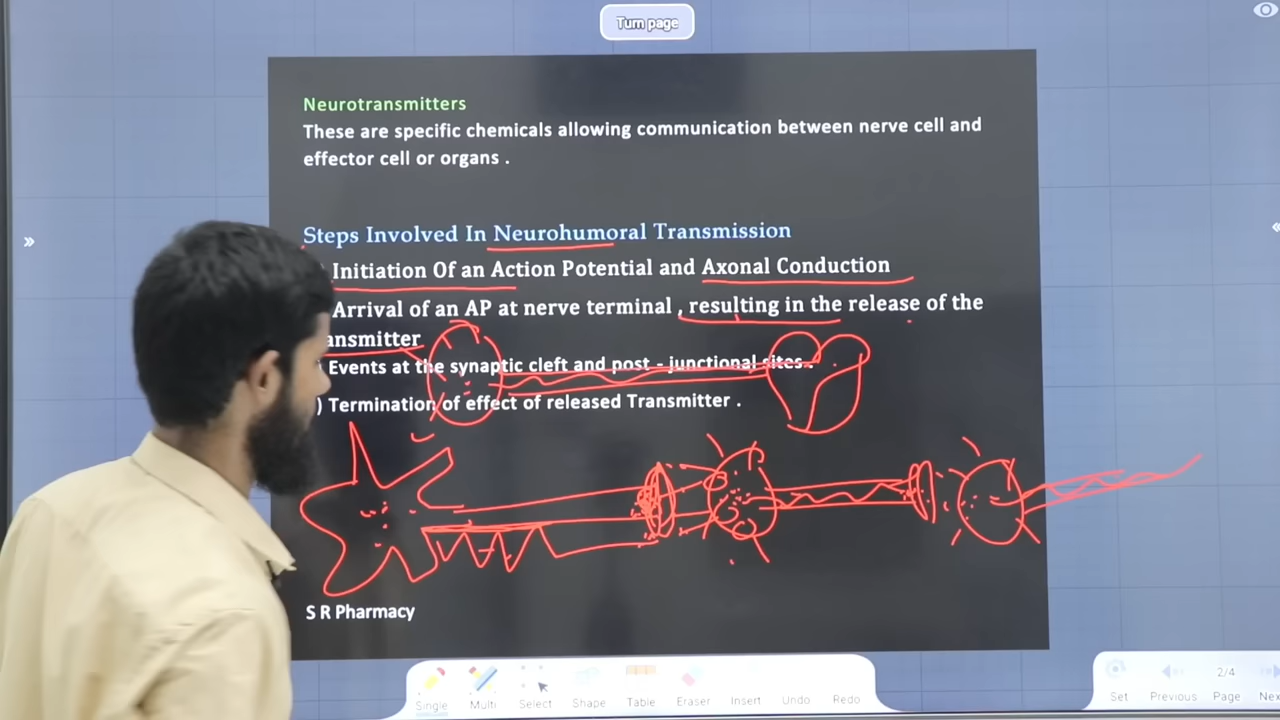 Turn page
Neurotransmitters
These are specific chemicals allowing communication between nerve cell and
effector cell or organs .
Steps Involved In Neurohumoral Transmission
Initiation Of an Action Potential and Axonal Conduction
Arrival of an AP at nerve terminal , resulting in the release of the
ansmitter
Events at the synaptic cleft and post - junctional sites .
) Termination of effect of released Transmitter .
S R Pharmacy
Single Multi Select Shape Table Eraser Insert Undo Redo
2/4
Set Previous Page Nex